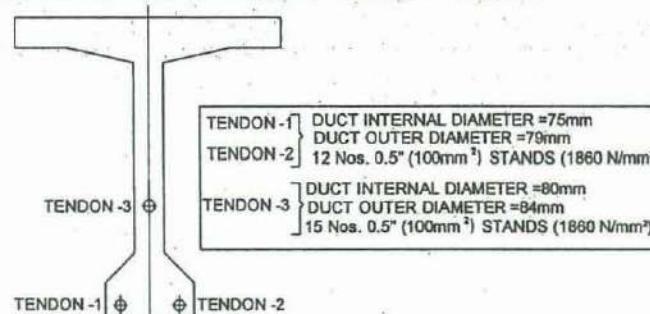 TENDON -1 DUCT INTERNAL DIAMETER =75mm
DUCT OUTER DIAMETER =79mm
TENDON -2 12 Nos. 0.5" (100mm²) STANDS (1860 N/mm
DUCT INTERNAL DIAMETER =80mm
TENDON -3 DUCT OUTER DIAMETER =84mm
15 Nos. 0.5" (100mm²) STANDS (1860 N/mm²)
TENDON -3
TENDON -1 TENDON -2